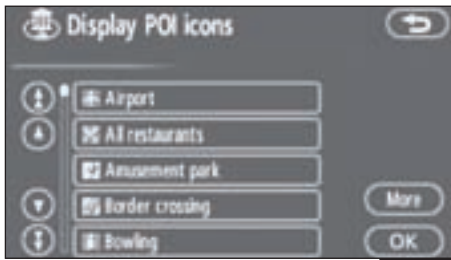 Display POI icons
Airport
All restaurants
Amusement park
Border crossing
Bowling
More
OK